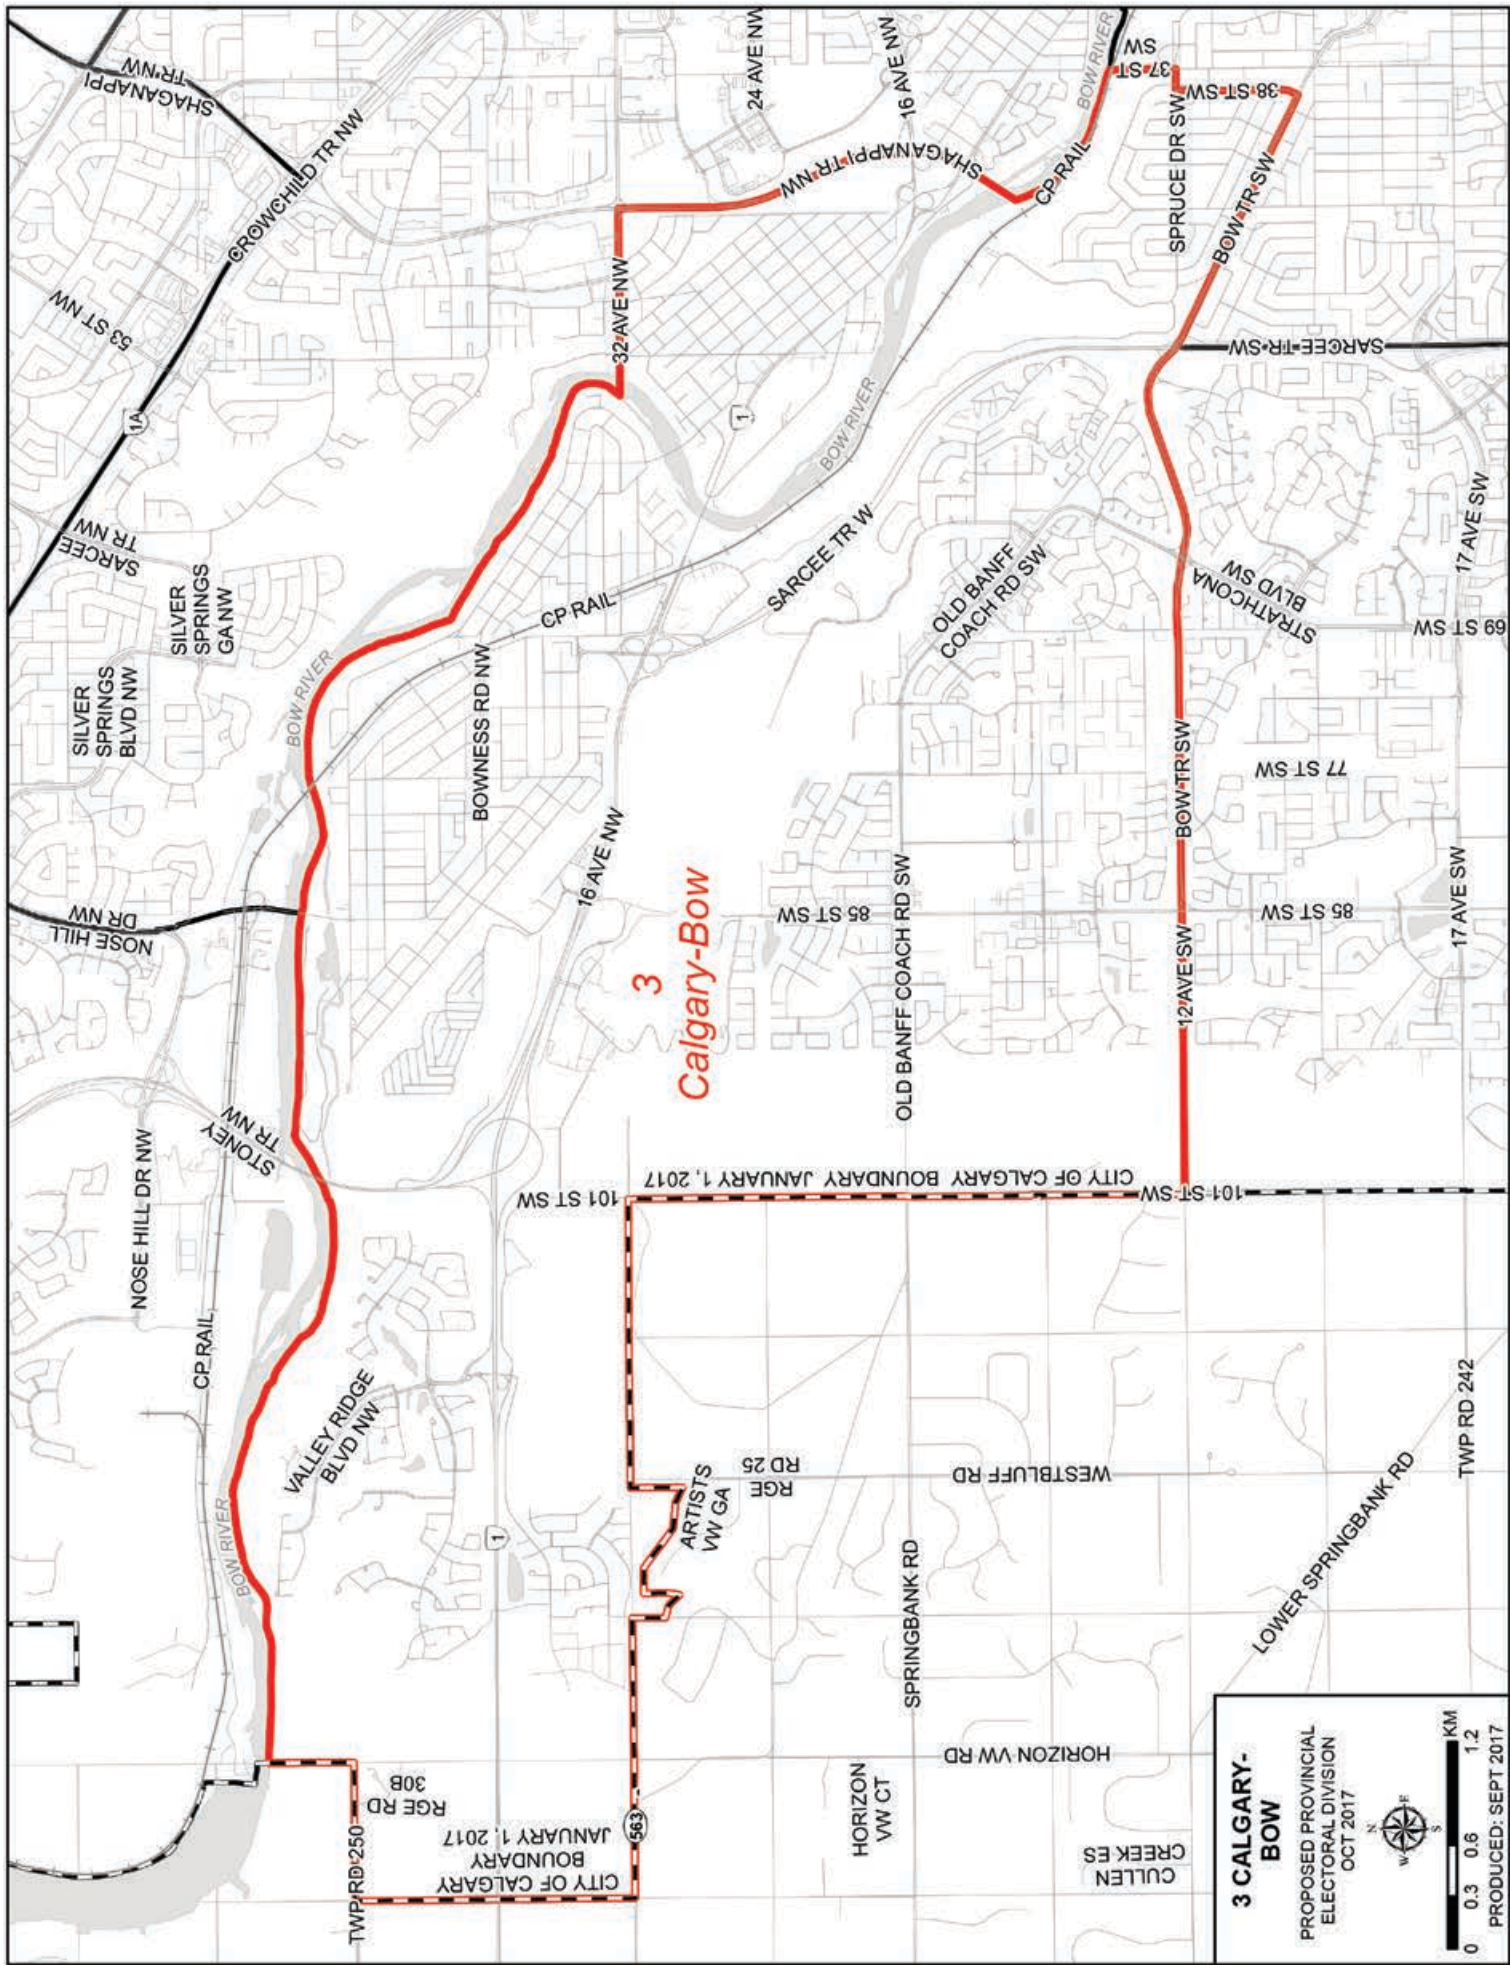 SHAGANAPPI
TR NW
CROWCHILD TR NW
53 ST NW
1A
SARCEE
TR NW
SILVER
SPRINGS
GA NW
SILVER
SPRINGS
BLVD NW
NOSE HILL
DR NW
STONEY
TR NW
NOSE HILL DR NW
CP RAIL
BOW RIVER
VALLEY RIDGE
BLVD NW
BOW RIVER
BOWNESS RD NW
CP RAIL
16 AVE NW
32 AVE NW
24 AVE NW
16 AVE NW
SHAGANAPPI TR NW
BOW RIVER
CP RAIL
37 ST
SW
38 ST SW
SPRUCE DR SW
BOW TR SW
SARCEE TR SW
1
BOW RIVER
SARCEE TR W
OLD BANFF
COACH RD SW
STRATHCONA
BLVD SW
17 AVE SW
69 ST SW
77 ST SW
BOW TR SW
85 ST SW
85 ST SW
17 AVE SW
12 AVE SW
OLD BANFF COACH RD SW
3
Calgary-Bow
101 ST SW
CITY OF CALGARY BOUNDARY JANUARY 1, 2017
101 ST SW
1
ARTISTS
VW GA
RGE
RD 25
WESTBLUFF RD
TWP RD 242
LOWER SPRINGBANK RD
SPRINGBANK RD
HORIZON VW RD
HORIZON
VW CT
CULLEN
CREEK ES
563
RGE RD
30B
TWP RD 250
CITY OF CALGARY
BOUNDARY
JANUARY 1, 2017
3 CALGARY-
BOW
PROPOSED PROVINCIAL
ELECTORAL DIVISION
OCT 2017
N
W
E
S
KM
0 0.3 0.6 1.2
PRODUCED: SEPT 2017